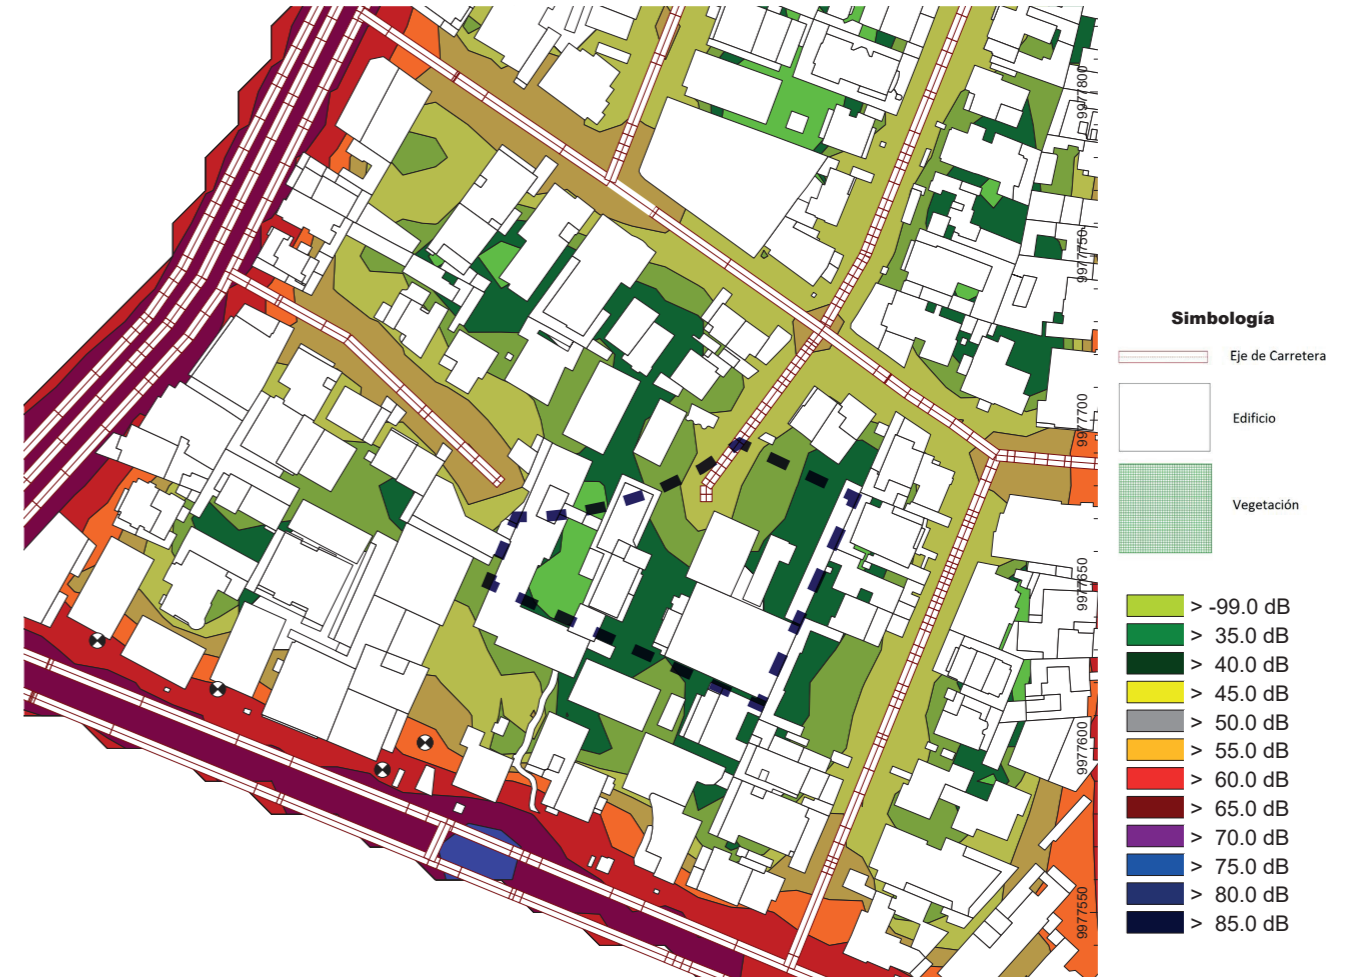 9977800
9977750
9977700
9977650
9977600
9977550
Simbología
Eje de Carretera
Edificio
Vegetación
> -99.0 dB
> 35.0 dB
> 40.0 dB
> 45.0 dB
> 50.0 dB
> 55.0 dB
> 60.0 dB
> 65.0 dB
> 70.0 dB
> 75.0 dB
> 80.0 dB
> 85.0 dB